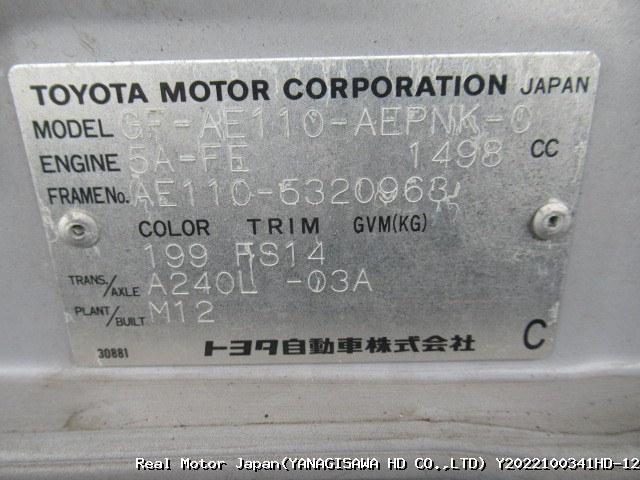 TOYOTA MOTOR CORPORATION JAPAN
MODEL GF-AE110-AEPNK-C
ENGINE 5A-FE 1498 CC
FRAME No. AE110-5320963
COLOR TRIM GVM(KG)
199 FS14
TRANS./AXLE A240L -03A
PLANT/BUILT M12
30881 トヨタ自動車株式会社 C
Real Motor Japan(YANAGISAWA HD CO.,LTD) Y2022100341HD-12